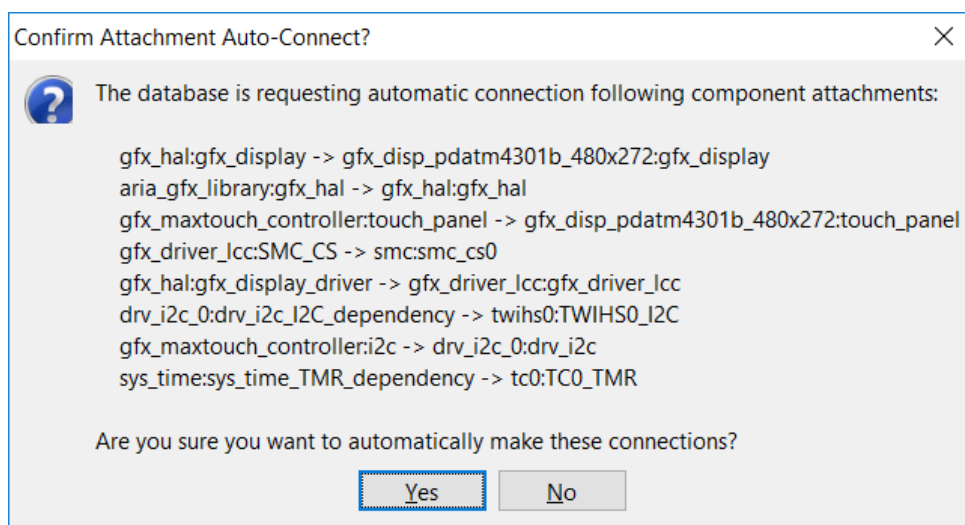 Confirm Attachment Auto-Connect?
The database is requesting automatic connection following component attachments:
gfx_hal:gfx_display -> gfx_disp_pdatm4301b_480x272:gfx_display
aria_gfx_library:gfx_hal -> gfx_hal:gfx_hal
gfx_maxtouch_controller:touch_panel -> gfx_disp_pdatm4301b_480x272:touch_panel
gfx_driver_lcc:SMC_CS -> smc:smc_cs0
gfx_hal:gfx_display_driver -> gfx_driver_lcc:gfx_driver_lcc
drv_i2c_0:drv_i2c_I2C_dependency -> twihs0:TWIHS0_I2C
gfx_maxtouch_controller:i2c -> drv_i2c_0:drv_i2c
sys_time:sys_time_TMR_dependency -> tc0:TC0_TMR
Are you sure you want to automatically make these connections?
Yes No